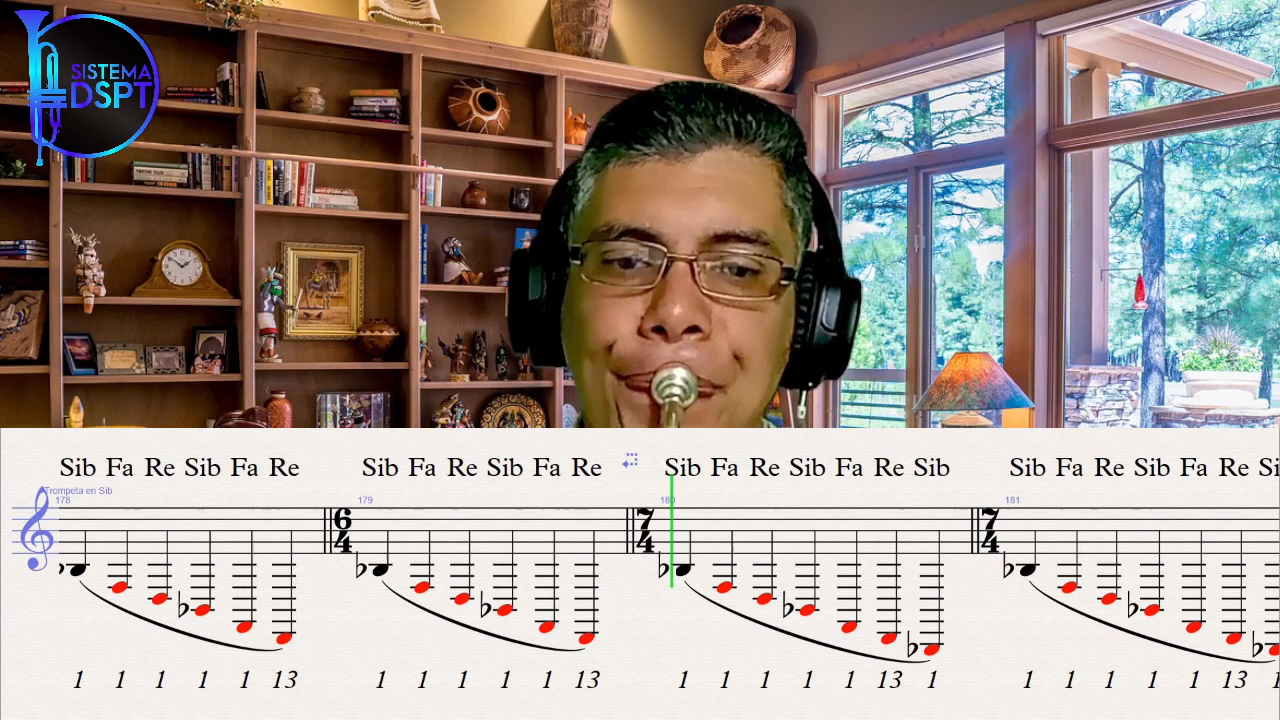 SISTEMA
DSPT
Sib Fa Re Sib Fa Re Sib Fa Re Sib Fa Re Sib Fa Re Sib Fa Re Sib Sib Fa Re Sib Fa Re Si
Trompeta en Sib
178 179 180 181
6 4 7 4 7 4
1 1 1 1 1 13 1 1 1 1 1 13 1 1 1 1 1 13 1 1 1 1 1 1 13 1